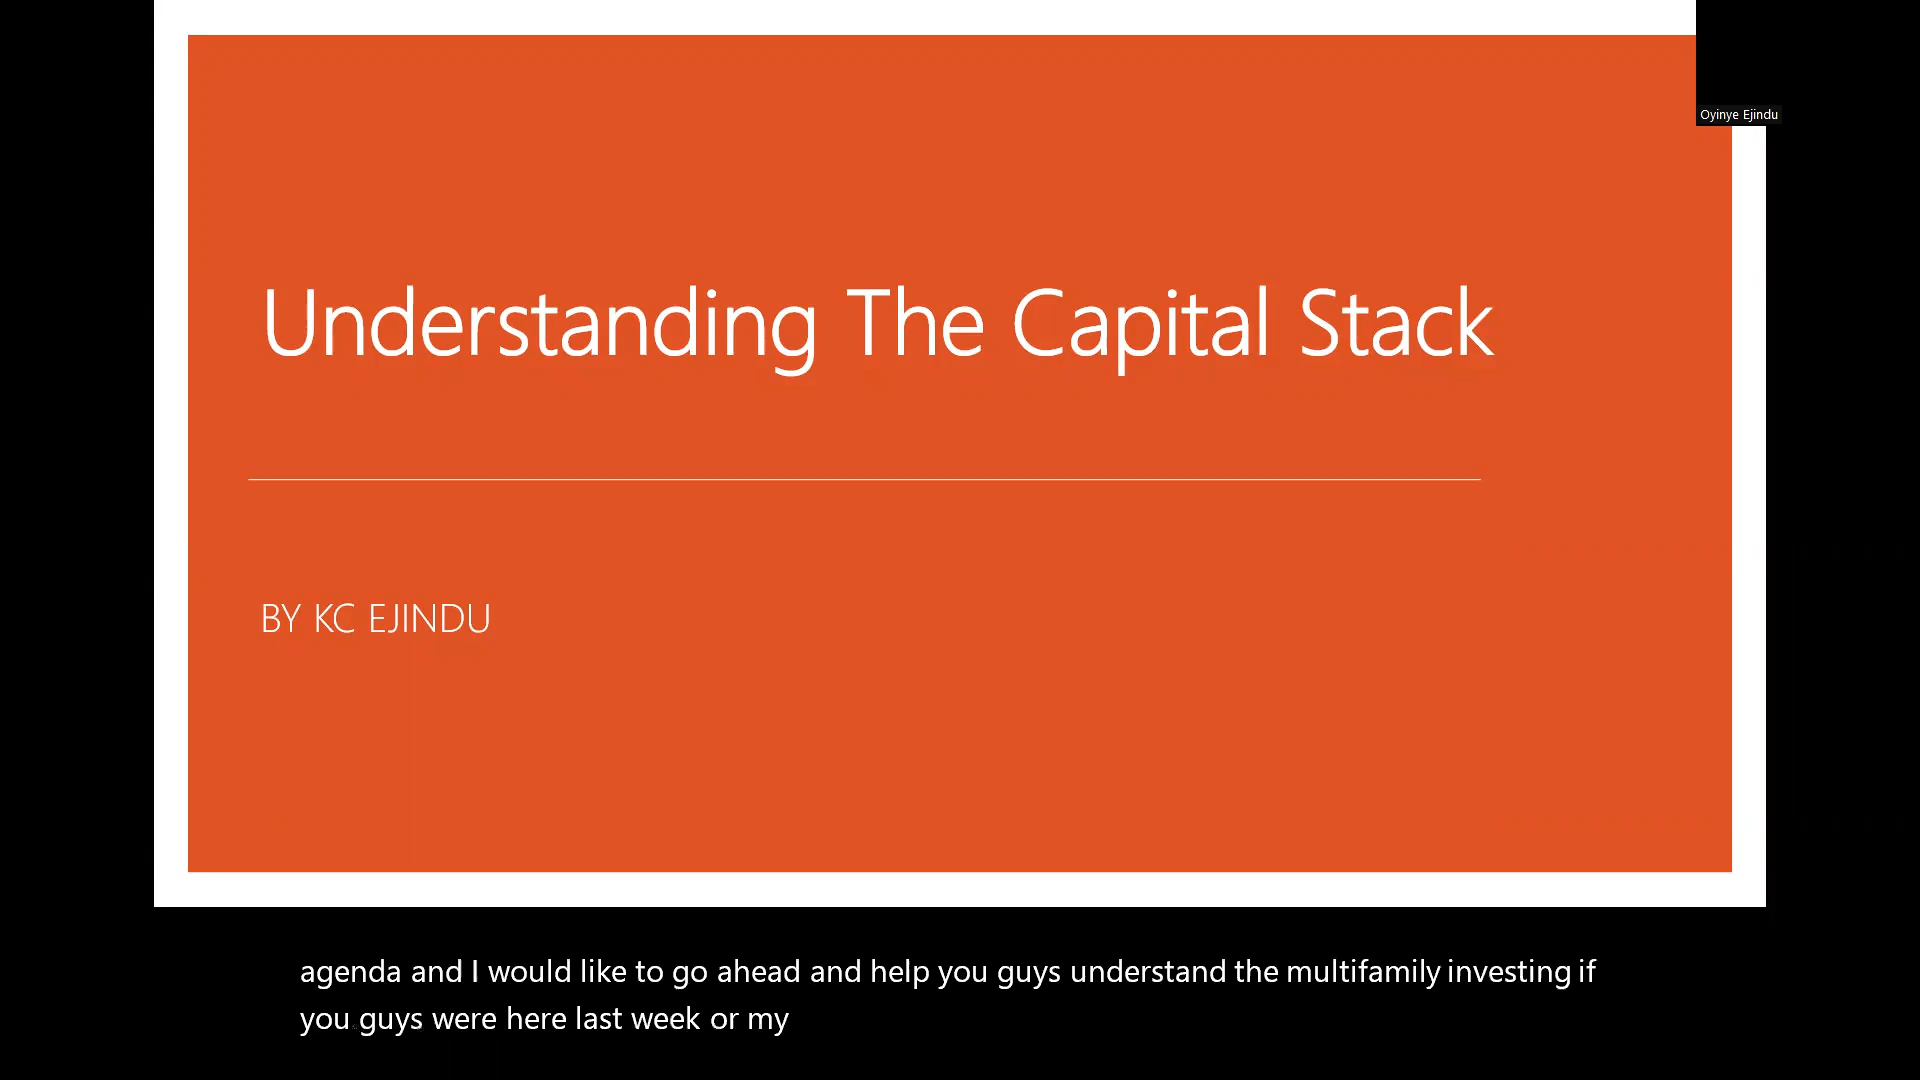 Oyinye Ejindu
Understanding The Capital Stack
BY KC EJINDU
agenda and I would like to go ahead and help you guys understand the multifamily investing if
you guys were here last week or my